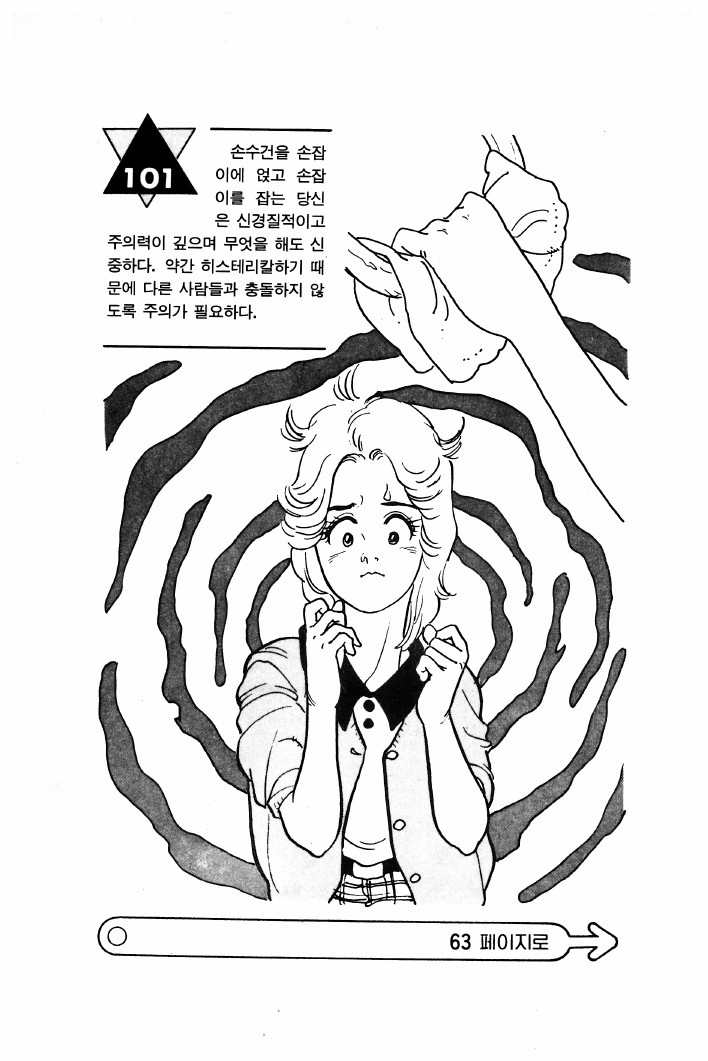 101
손수건을 손잡
이에 얹고 손잡
이를 잡는 당신
은 신경질적이고
주의력이 깊으며 무엇을 해도 신
중하다. 약간 히스테리칼하기 때
문에 다른 사람들과 충돌하지 않
도록 주의가 필요하다.
63 페이지로